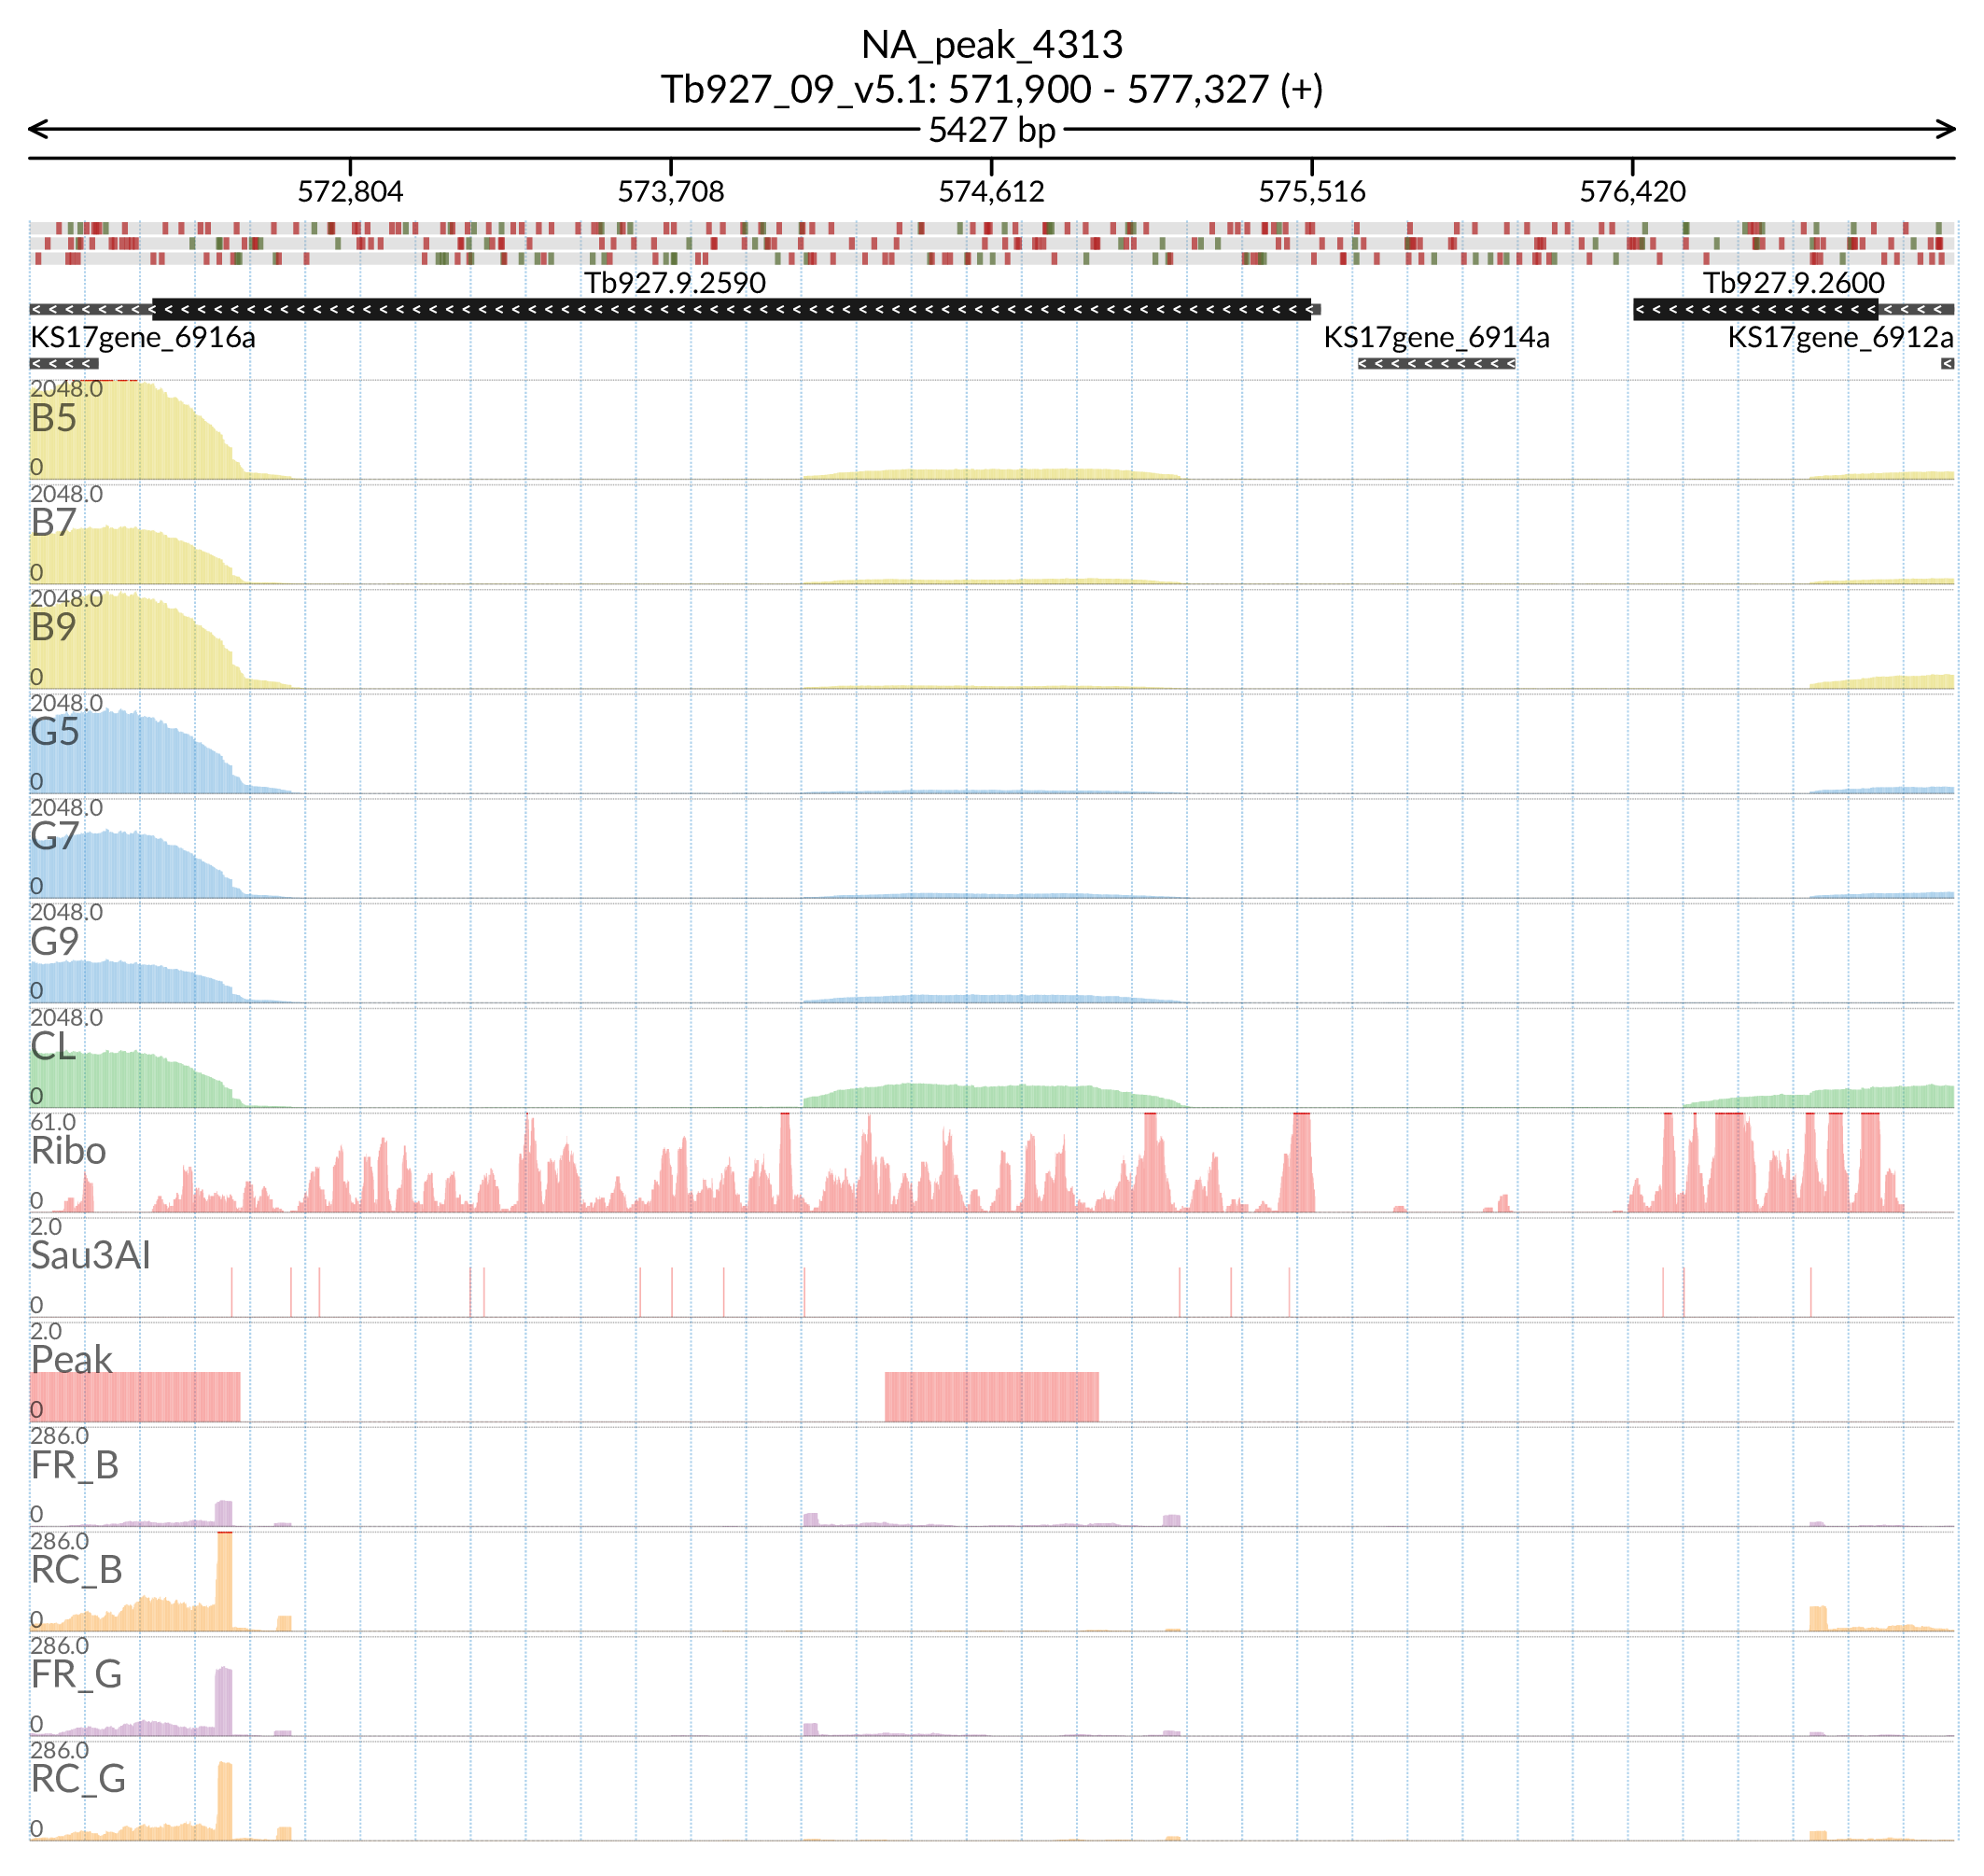 NA_peak_4313
Tb927_09_v5.1: 571,900 - 577,327 (+)
5427 bp
572,804 573,708 574,612 575,516 576,420
Tb927.9.2590 Tb927.9.2600
KS17gene_6916a KS17gene_6914a KS17gene_6912a
2048.0
B5
0
2048.0
B7
0
2048.0
B9
0
2048.0
G5
0
2048.0
G7
0
2048.0
G9
0
2048.0
CL
0
61.0
Ribo
0
2.0
Sau3AI
0
2.0
Peak
0
286.0
FR_B
0
286.0
RC_B
0
286.0
FR_G
0
286.0
RC_G
0